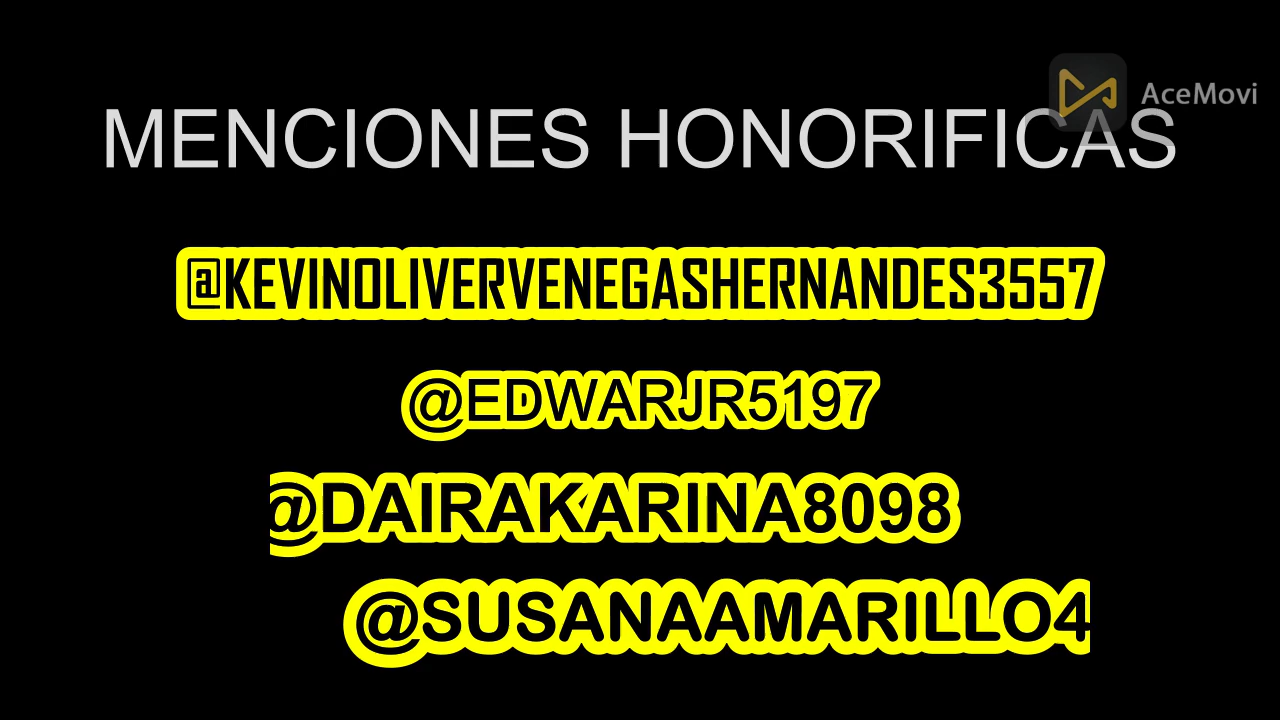 AceMovi
MENCIONES HONORIFICAS
@KEVINOLIVERVENEGASHERNANDES3557
@EDWARJR5197
@DAIRAKARINA8098
@SUSANAAMARILLO4